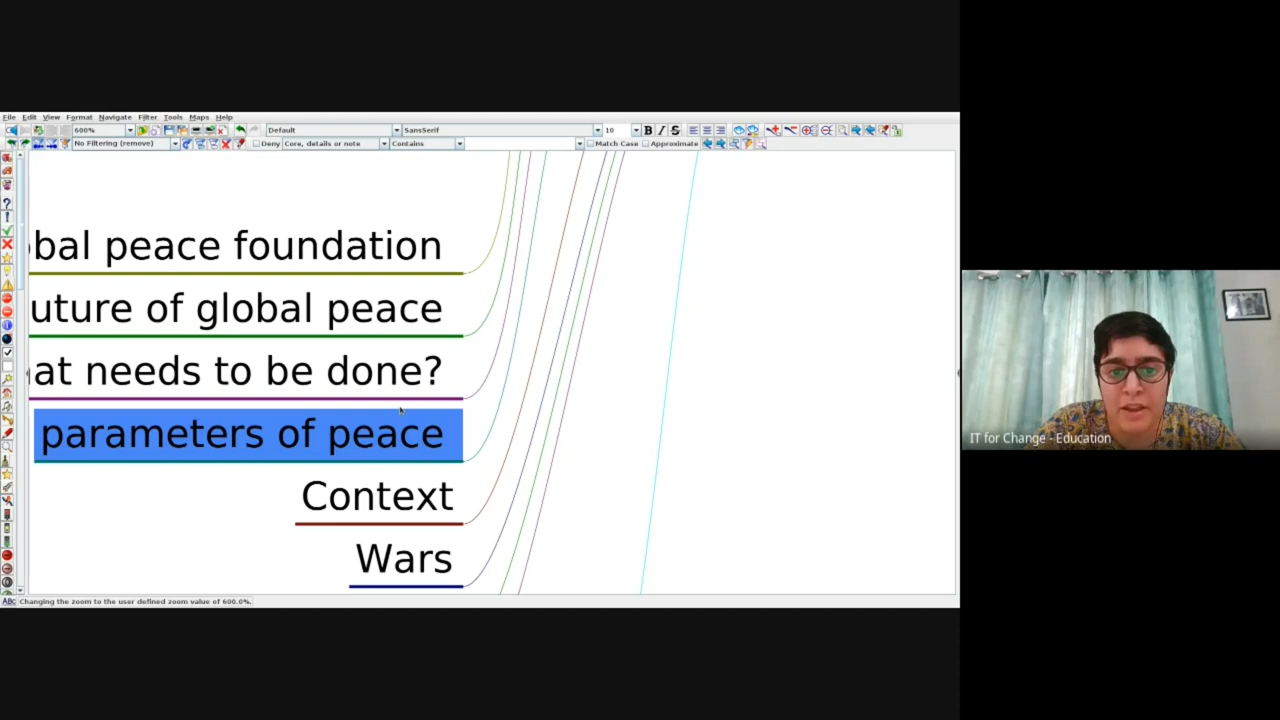 File Edit View Format Navigate Filter Tools Maps Help
600% Default SansSerif 10
No Filtering (remove) Deny Core, details or note Contains Match Case Approximate
bal peace foundation
uture of global peace
at needs to be done?
parameters of peace
Context
Wars
Changing the zoom to the user defined zoom value of 600.0%.
IT for Change - Education